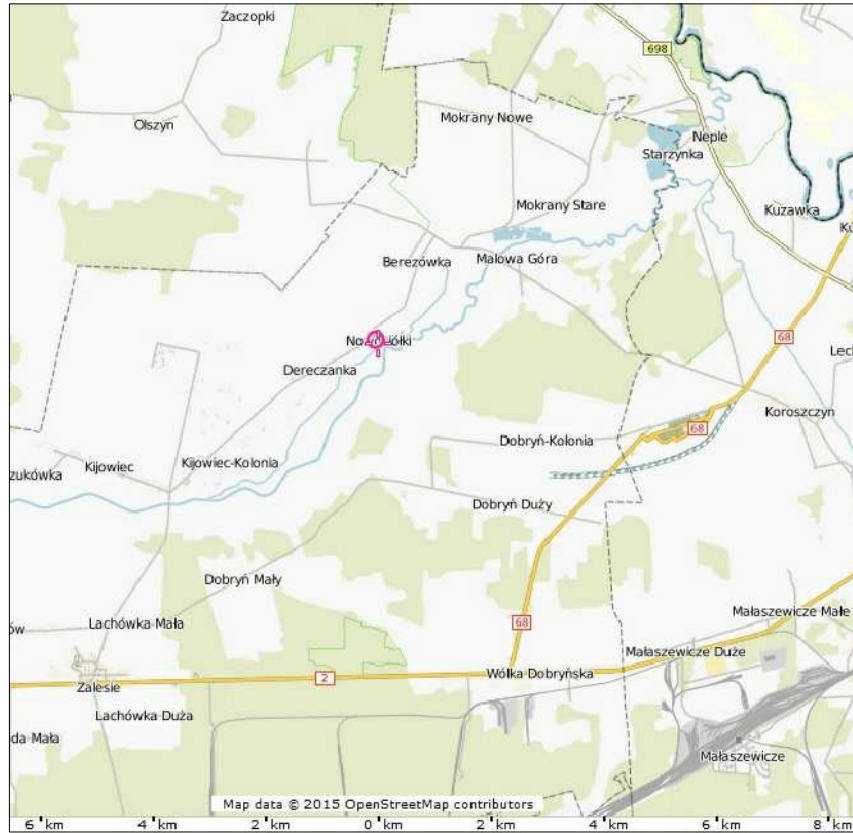 Zaczopki
698
Olszyn
Mokrany Nowe
Neple
Starzynka
Mokrany Stare
Kuzawka
Berezówka
Malowa Góra
68
Dereczanka
Koroszczyn
68
Dobryń-Kolonia
Kijowiec
Kijowiec-Kolonia
Dobryń Duży
Dobryń Mały
Małaszewicze Małe
68
Lachówka Mała
Małaszewicze Duże
Wólka Dobryńska
2
Zalesie
Lachówka Duża
Małaszewicze
Map data © 2015 OpenStreetMap contributors
6 km 4 km 2 km 0 km 2 km 4 km 6 km 8 km